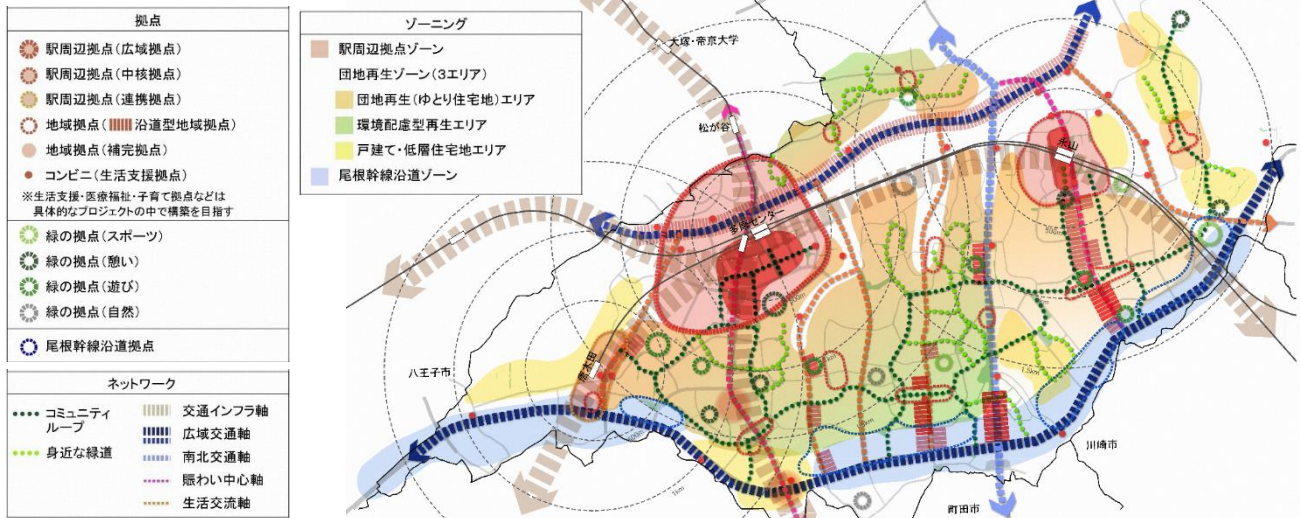 拠点
駅周辺拠点(広域拠点)
駅周辺拠点(中核拠点)
駅周辺拠点(連携拠点)
地域拠点(沿道型地域拠点)
地域拠点(補完拠点)
コンビニ(生活支援拠点)
※生活支援・医療福祉・子育て拠点などは
具体的なプロジェクトの中で構築を目指す
緑の拠点(スポーツ)
緑の拠点(憩い)
緑の拠点(遊び)
緑の拠点(自然)
尾根幹線沿道拠点
ネットワーク
コミュニティ
ループ
身近な緑道
交通インフラ軸
広域交通軸
南北交通軸
賑わい中心軸
生活交流軸
ゾーニング
駅周辺拠点ゾーン
団地再生ゾーン(3エリア)
団地再生(ゆとり住宅地)エリア
環境配慮型再生エリア
戸建て・低層住宅地エリア
尾根幹線沿道ゾーン
大塚・帝京大学
松が谷
永山
多摩センター
500m
唐木田
八王子市
1.5km
1km
川崎市
町田市